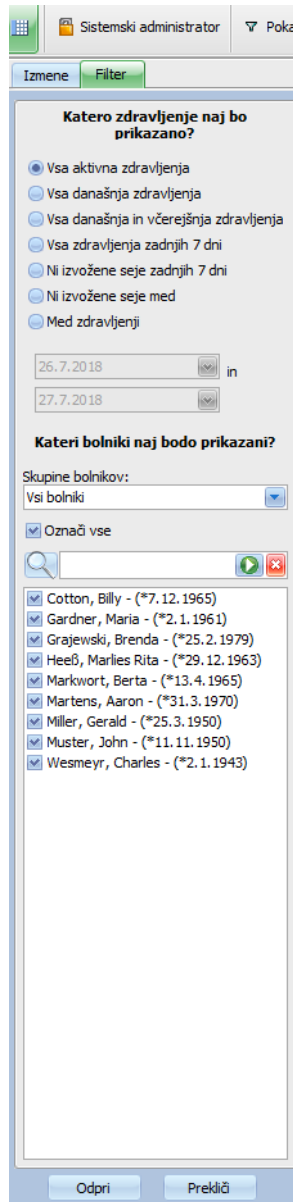 Sistemski administrator
Izmene Filter
Katero zdravljenje naj bo
prikazano?
Vsa aktivna zdravljenja
Vsa današnja zdravljenja
Vsa današnja in včerejšnja zdravljenja
Vsa zdravljenja zadnjih 7 dni
Ni izvožene seje zadnjih 7 dni
Ni izvožene seje med
Med zdravljenji
26.7.2018 in
27.7.2018
Kateri bolniki naj bodo prikazani?
Skupine bolnikov:
Vsi bolniki
Označi vse
Cotton, Billy - (*7.12.1965)
Gardner, Maria - (*2.1.1961)
Grajewski, Brenda - (*25.2.1979)
Heeß, Marlies Rita - (*29.12.1963)
Markwort, Berta - (*13.4.1965)
Martens, Aaron - (*31.3.1970)
Miller, Gerald - (*25.3.1950)
Muster, John - (*11.11.1950)
Wesmeyr, Charles - (*2.1.1943)
Odpri Prekliči